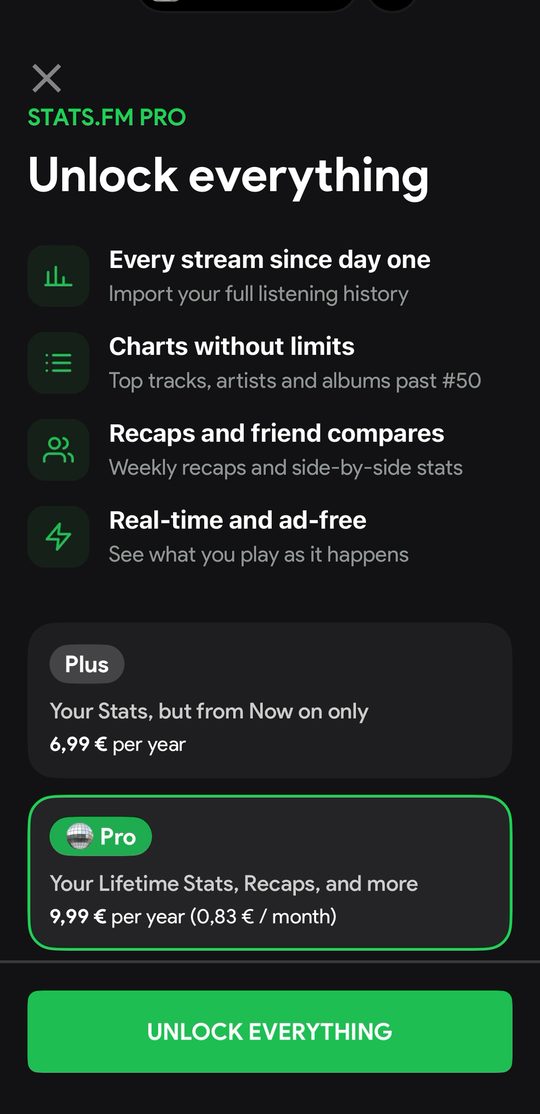 STATS.FM PRO
Unlock everything
Every stream since day one
Import your full listening history
Charts without limits
Top tracks, artists and albums past #50
Recaps and friend compares
Weekly recaps and side-by-side stats
Real-time and ad-free
See what you play as it happens
Plus
Your Stats, but from Now on only
6,99 € per year
Pro
Your Lifetime Stats, Recaps, and more
9,99 € per year (0,83 € / month)
UNLOCK EVERYTHING